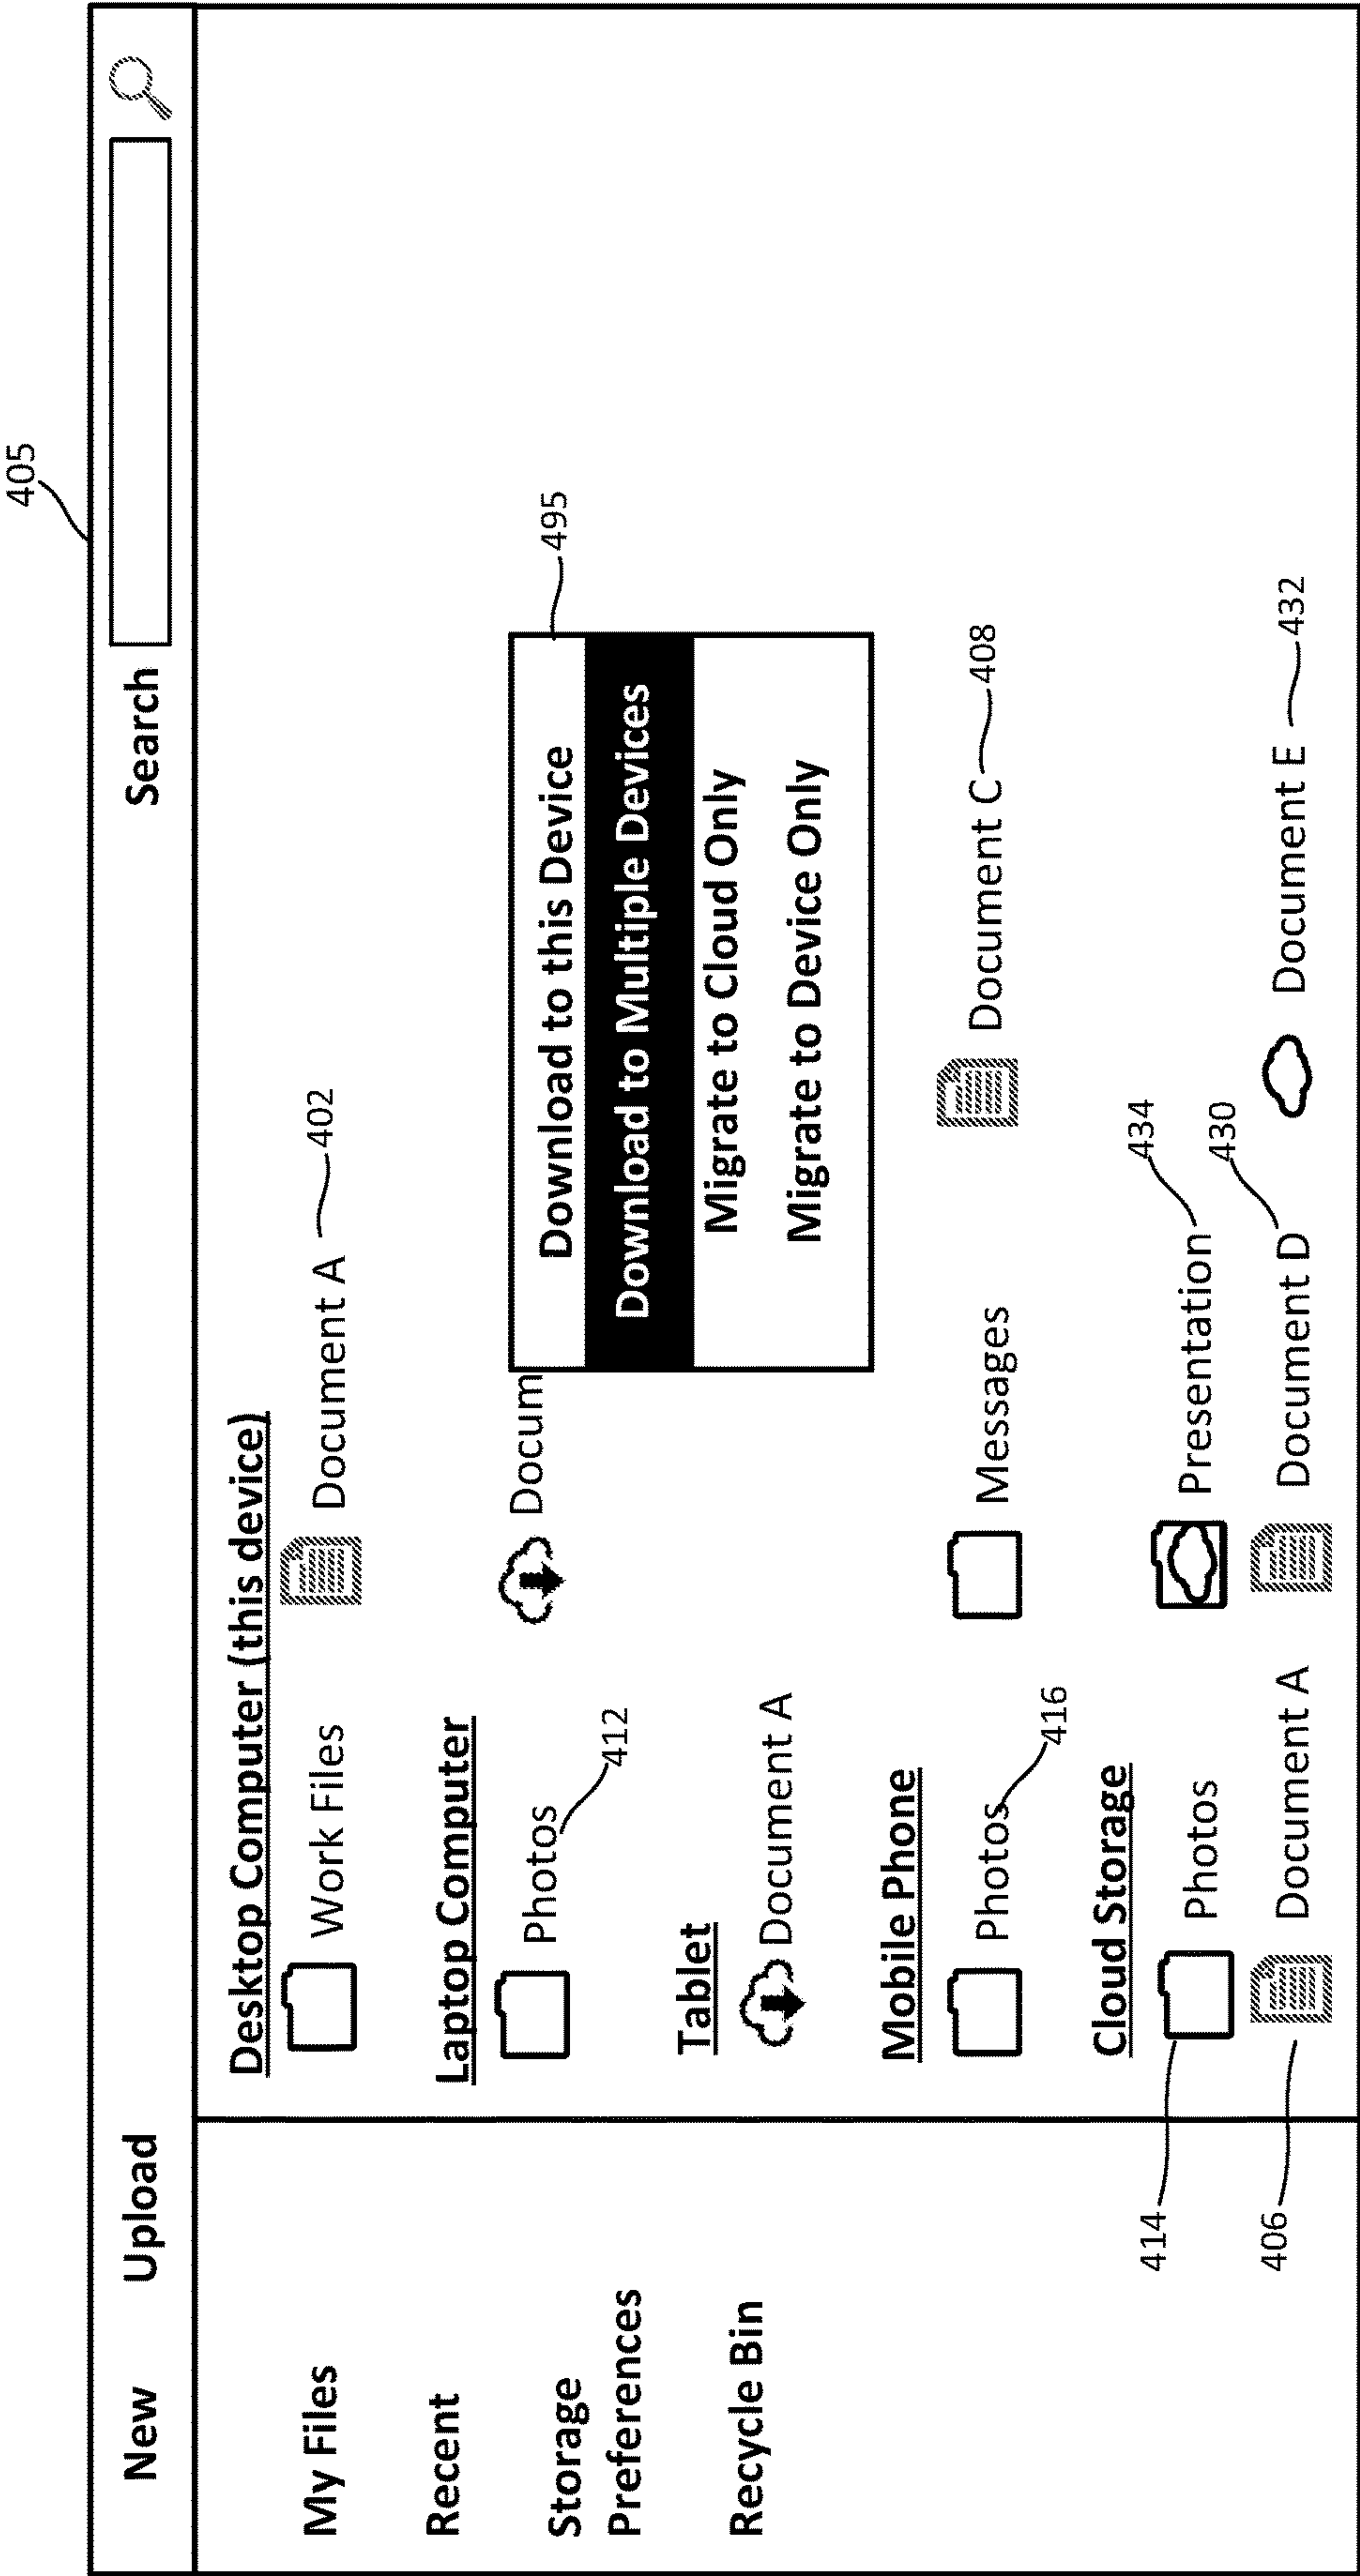 405
New Upload Search
My Files
Recent
Storage
Preferences
Recycle Bin
Desktop Computer (this device)
Work Files Document A 402
Laptop Computer
Photos Docum
412
495
Download to this Device
Download to Multiple Devices
Migrate to Cloud Only
Migrate to Device Only
Tablet
Document A
Mobile Phone
Photos Messages Document C 408
416
Cloud Storage
414 Photos Presentation 434
406 Document A Document D 430 Document E 432